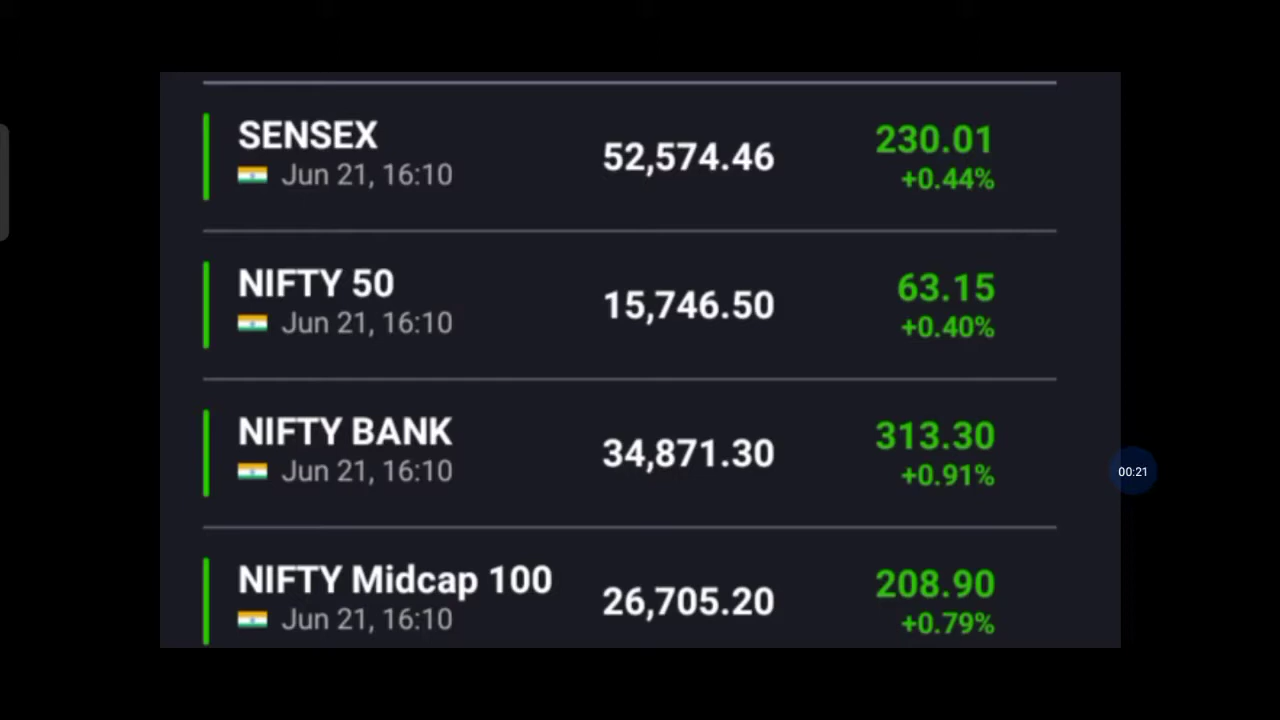 SENSEX
Jun 21, 16:10
52,574.46
230.01
+0.44%
NIFTY 50
Jun 21, 16:10
15,746.50
63.15
+0.40%
NIFTY BANK
Jun 21, 16:10
34,871.30
313.30
+0.91%
00:21
NIFTY Midcap 100
Jun 21, 16:10
26,705.20
208.90
+0.79%